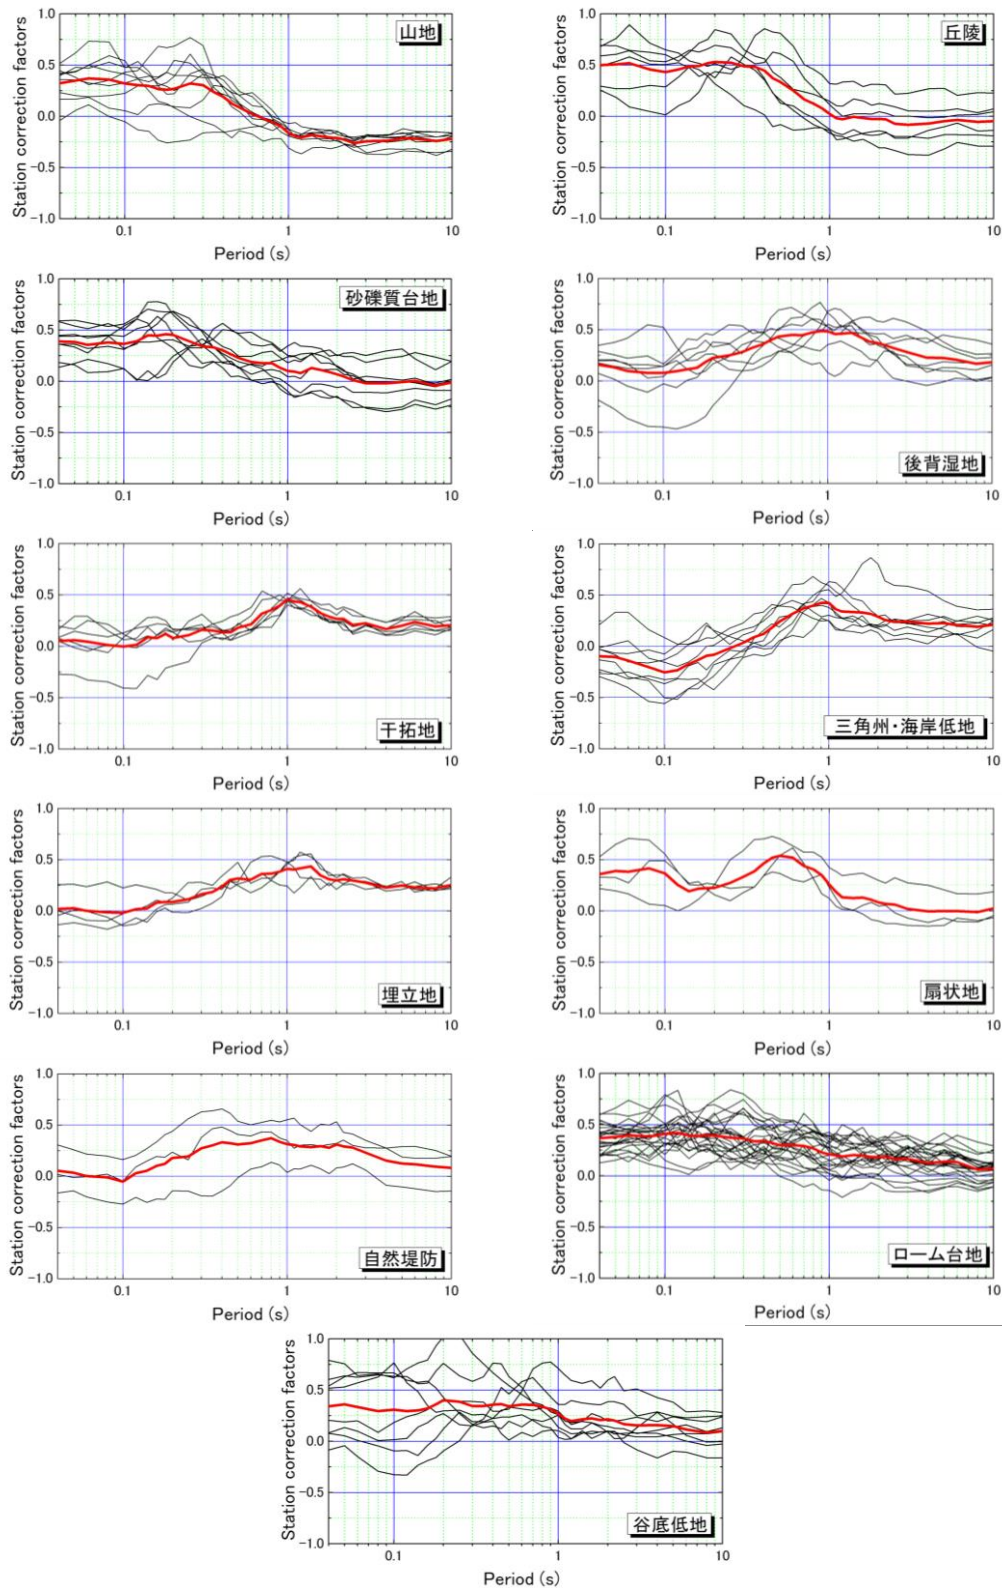 Station correction factors
1.0
0.5
0.0
-0.5
-1.0
山地
0.1
1
10
Period (s)
Station correction factors
1.0
0.5
0.0
-0.5
-1.0
丘陵
0.1
1
10
Period (s)
Station correction factors
1.0
0.5
0.0
-0.5
-1.0
砂礫質台地
0.1
1
10
Period (s)
Station correction factors
1.0
0.5
0.0
-0.5
-1.0
後背湿地
0.1
1
10
Period (s)
Station correction factors
1.0
0.5
0.0
-0.5
-1.0
干拓地
0.1
1
10
Period (s)
Station correction factors
1.0
0.5
0.0
-0.5
-1.0
三角州・海岸低地
0.1
1
10
Period (s)
Station correction factors
1.0
0.5
0.0
-0.5
-1.0
埋立地
0.1
1
10
Period (s)
Station correction factors
1.0
0.5
0.0
-0.5
-1.0
扇状地
0.1
1
10
Period (s)
Station correction factors
1.0
0.5
0.0
-0.5
-1.0
自然堤防
0.1
1
10
Period (s)
Station correction factors
1.0
0.5
0.0
-0.5
-1.0
ローム台地
0.1
1
10
Period (s)
Station correction factors
1.0
0.5
0.0
-0.5
-1.0
谷底低地
0.1
1
10
Period (s)